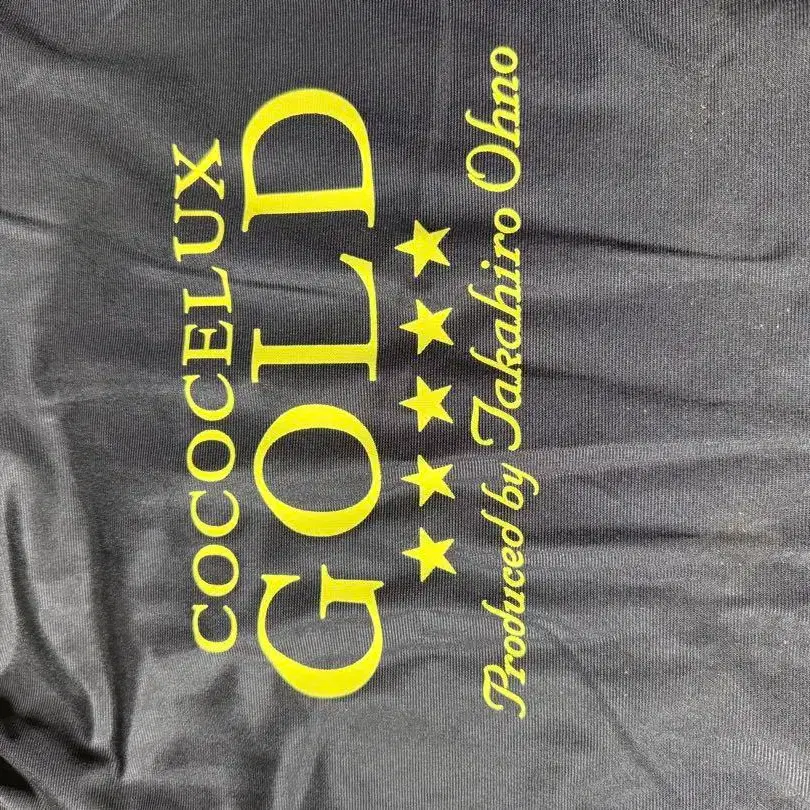 COCOCELUX
GOLD
★★★★★
Produced by Takahiro Ohno